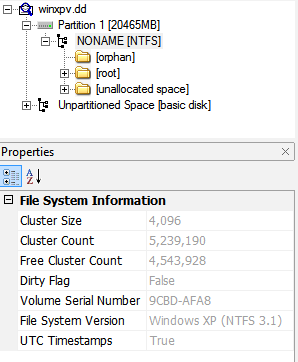 winxpv.dd
Partition 1 [20465MB]
NONAME [NTFS]
[orphan]
[root]
[unallocated space]
Unpartitioned Space [basic disk]
Properties
File System Information
Cluster Size 4,096
Cluster Count 5,239,190
Free Cluster Count 4,543,928
Dirty Flag False
Volume Serial Number 9CBD-AFA8
File System Version Windows XP (NTFS 3.1)
UTC Timestamps True